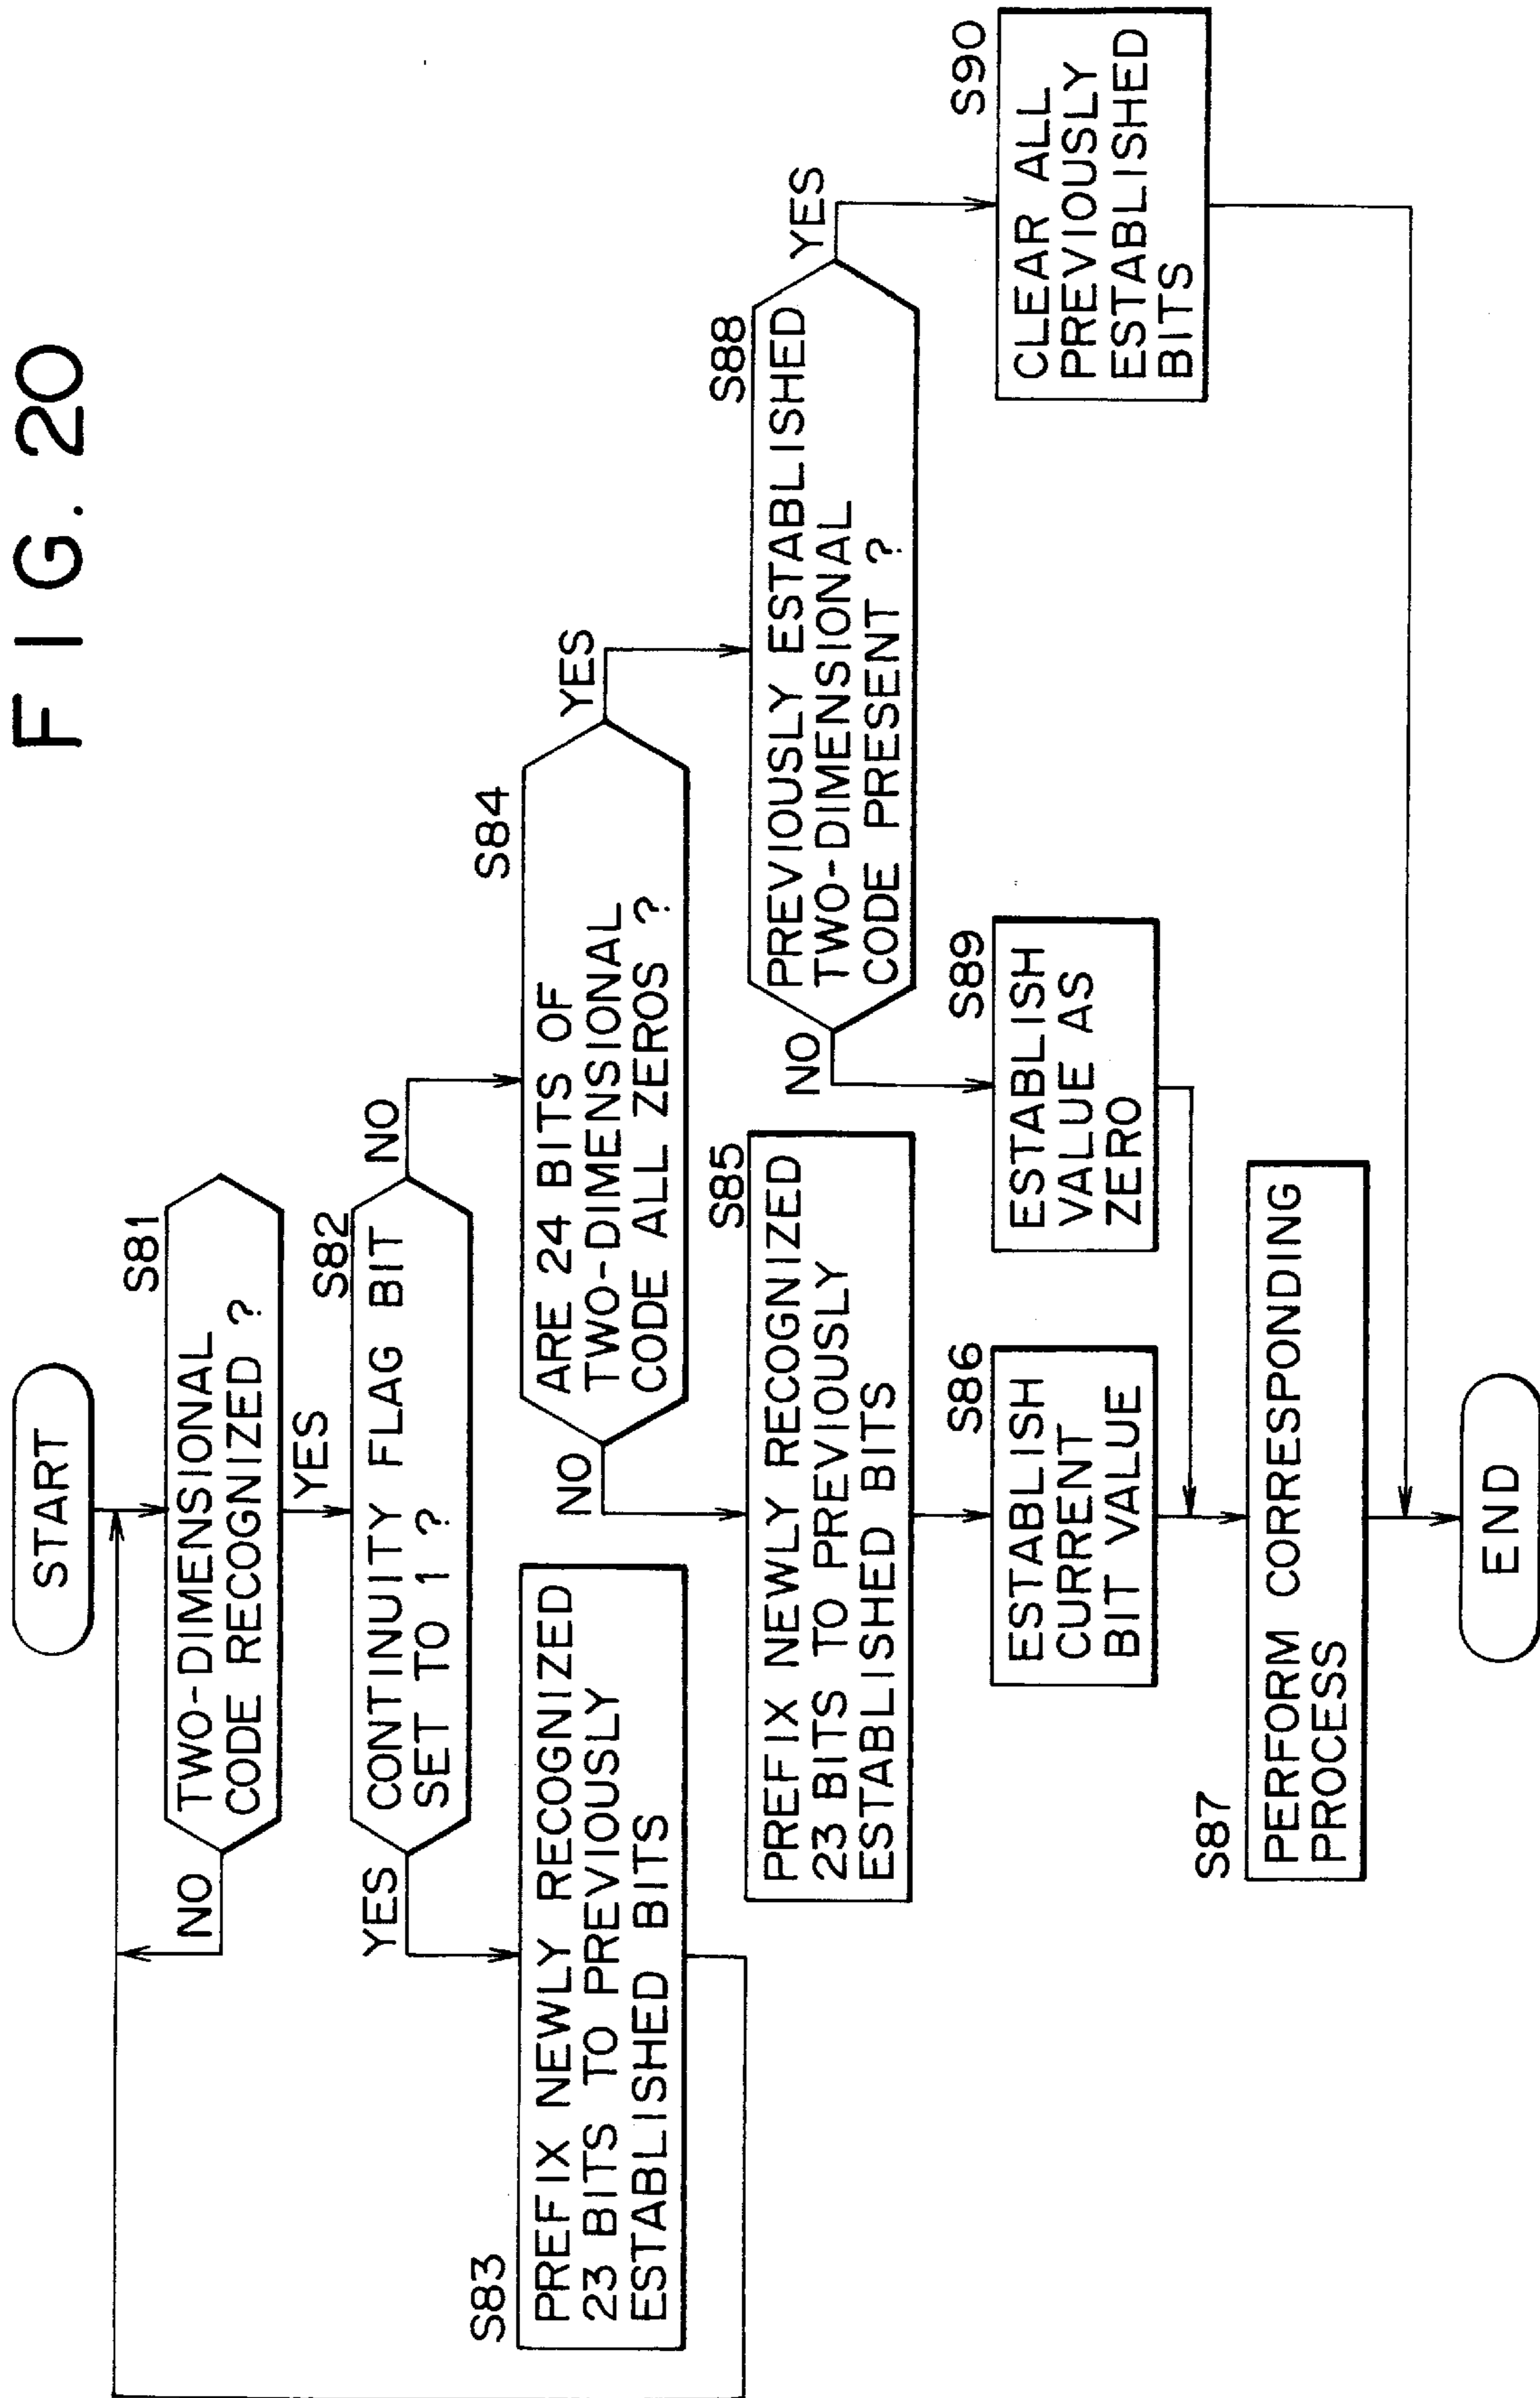 FIG. 20
START
S81
TWO-DIMENSIONAL
CODE RECOGNIZED ?
NO
YES
S82
CONTINUITY FLAG BIT
SET TO 1 ?
YES
NO
S83
PREFIX NEWLY RECOGNIZED
23 BITS TO PREVIOUSLY
ESTABLISHED BITS
S84
ARE 24 BITS OF
TWO-DIMENSIONAL
CODE ALL ZEROS ?
NO
YES
S85
PREFIX NEWLY RECOGNIZED
23 BITS TO PREVIOUSLY
ESTABLISHED BITS
S88
PREVIOUSLY ESTABLISHED
TWO-DIMENSIONAL
CODE PRESENT ?
NO
YES
S86
ESTABLISH
CURRENT
BIT VALUE
S89
ESTABLISH
VALUE AS
ZERO
S90
CLEAR ALL
PREVIOUSLY
ESTABLISHED
BITS
S87
PERFORM CORRESPONDING
PROCESS
END